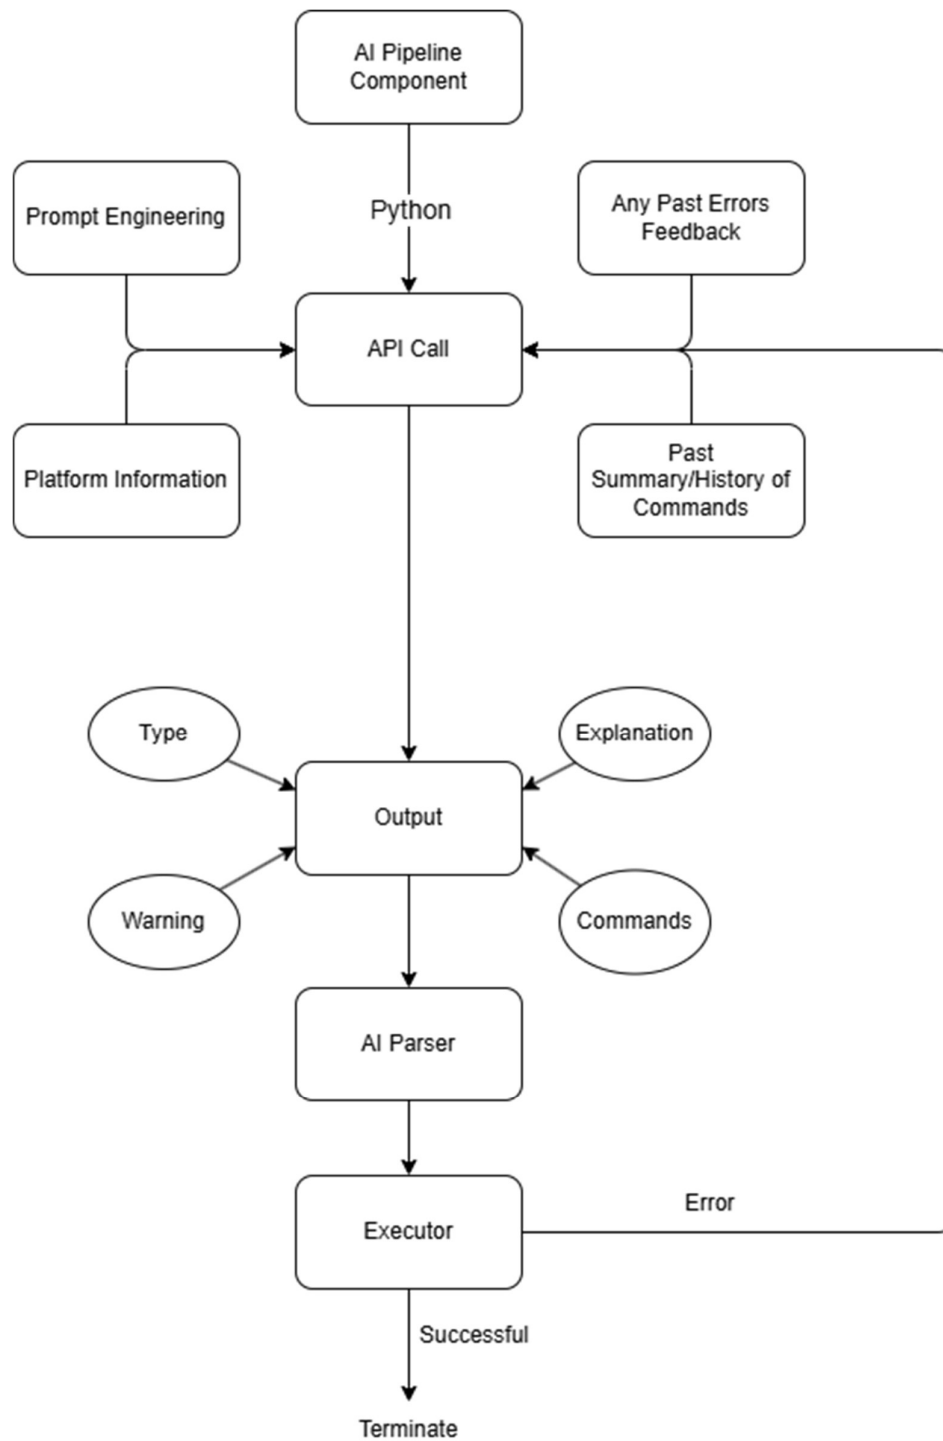 AI Pipeline
Component
Prompt Engineering
Python
Any Past Errors
Feedback
API Call
Platform Information
Past
Summary/History of
Commands
Type
Explanation
Output
Warning
Commands
AI Parser
Executor
Error
Successful
Terminate